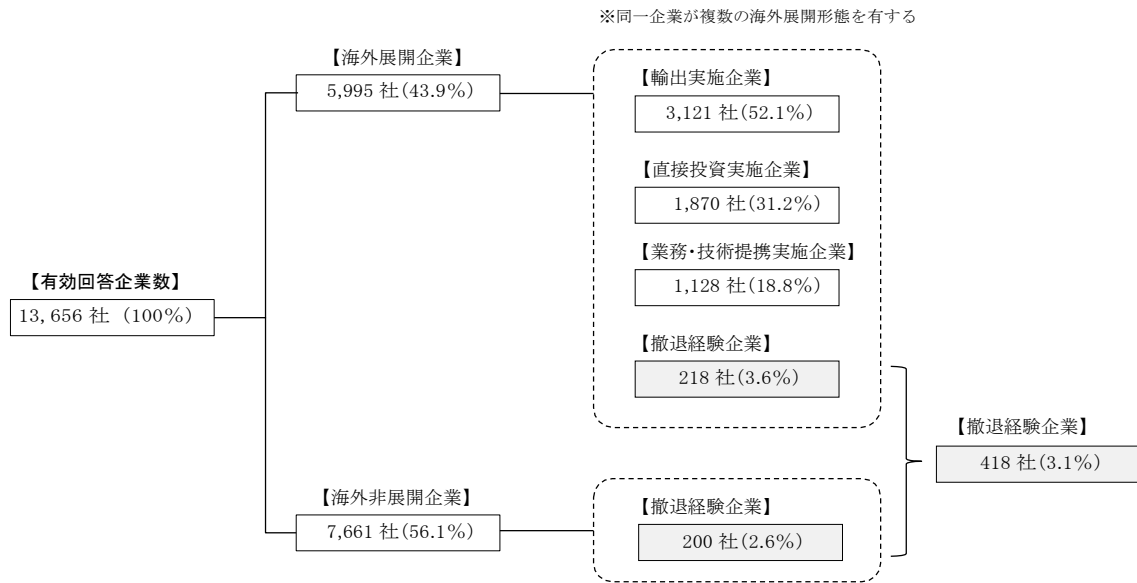 ※同一企業が複数の海外展開形態を有する
【海外展開企業】
5,995 社(43.9%)
【輸出実施企業】
3,121 社(52.1%)
【直接投資実施企業】
1,870 社(31.2%)
【業務・技術提携実施企業】
1,128 社(18.8%)
【有効回答企業数】
13,656 社 (100%)
【撤退経験企業】
218 社(3.6%)
【撤退経験企業】
418 社(3.1%)
【海外非展開企業】
7,661 社(56.1%)
【撤退経験企業】
200 社(2.6%)